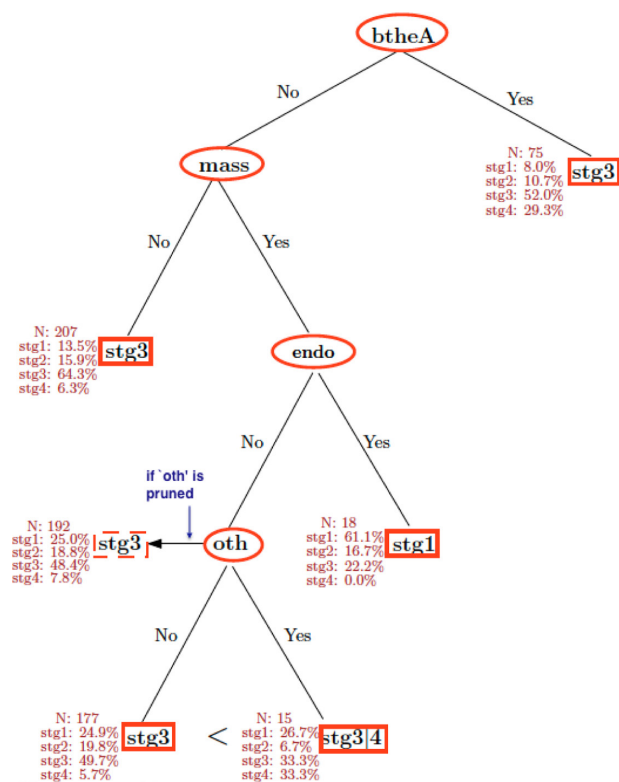 btheA
No
Yes
N: 75
stg1: 8.0%
stg2: 10.7%
stg3: 52.0%
stg4: 29.3%
stg3
mass
No
Yes
N: 207
stg1: 13.5%
stg2: 15.9%
stg3: 64.3%
stg4: 6.3%
stg3
endo
No
Yes
if `oth' is
pruned
N: 192
stg1: 25.0%
stg2: 18.8%
stg3: 48.4%
stg4: 7.8%
stg3
oth
N: 18
stg1: 61.1%
stg2: 16.7%
stg3: 22.2%
stg4: 0.0%
stg1
No
Yes
N: 177
stg1: 24.9%
stg2: 19.8%
stg3: 49.7%
stg4: 5.7%
stg3
<
N: 15
stg1: 26.7%
stg2: 6.7%
stg3: 33.3%
stg4: 33.3%
stg3|4